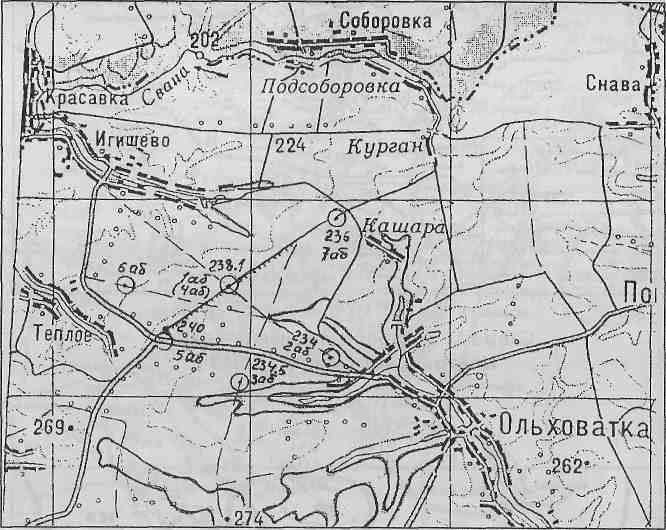 Соборовка
202
Свапа
Подсоборовка
Снава
Красавка
Игишево
224
Курган
236
7аб
Кашара
6аб
238.1
1аб
(4аб)
240
5аб
234
2аб
234.5
3аб
Теплое
По
269
Ольховатка
262
274